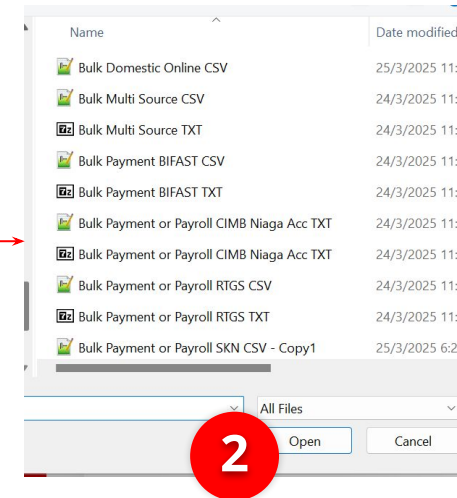 Name Date modified
Bulk Domestic Online CSV 25/3/2025 11:
Bulk Multi Source CSV 24/3/2025 11:
Bulk Multi Source TXT 24/3/2025 11:
Bulk Payment BIFAST CSV 24/3/2025 11:
Bulk Payment BIFAST TXT 24/3/2025 11:
Bulk Payment or Payroll CIMB Niaga Acc TXT 24/3/2025 11:
Bulk Payment or Payroll CIMB Niaga Acc TXT 24/3/2025 11:
Bulk Payment or Payroll RTGS CSV 24/3/2025 11:
Bulk Payment or Payroll RTGS TXT 24/3/2025 11:
Bulk Payment or Payroll SKN CSV - Copy1 25/3/2025 6:2
All Files
2 Open Cancel